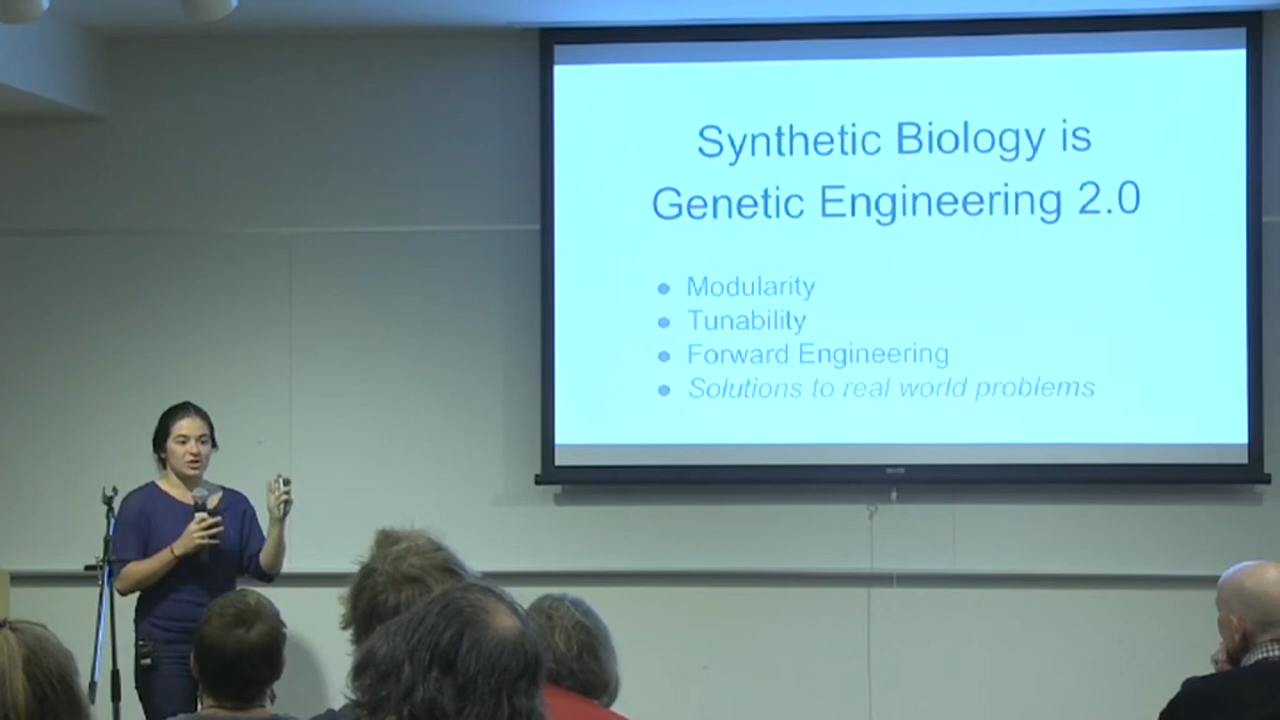 Synthetic Biology is
Genetic Engineering 2.0
● Modularity
● Tunability
● Forward Engineering
● Solutions to real world problems